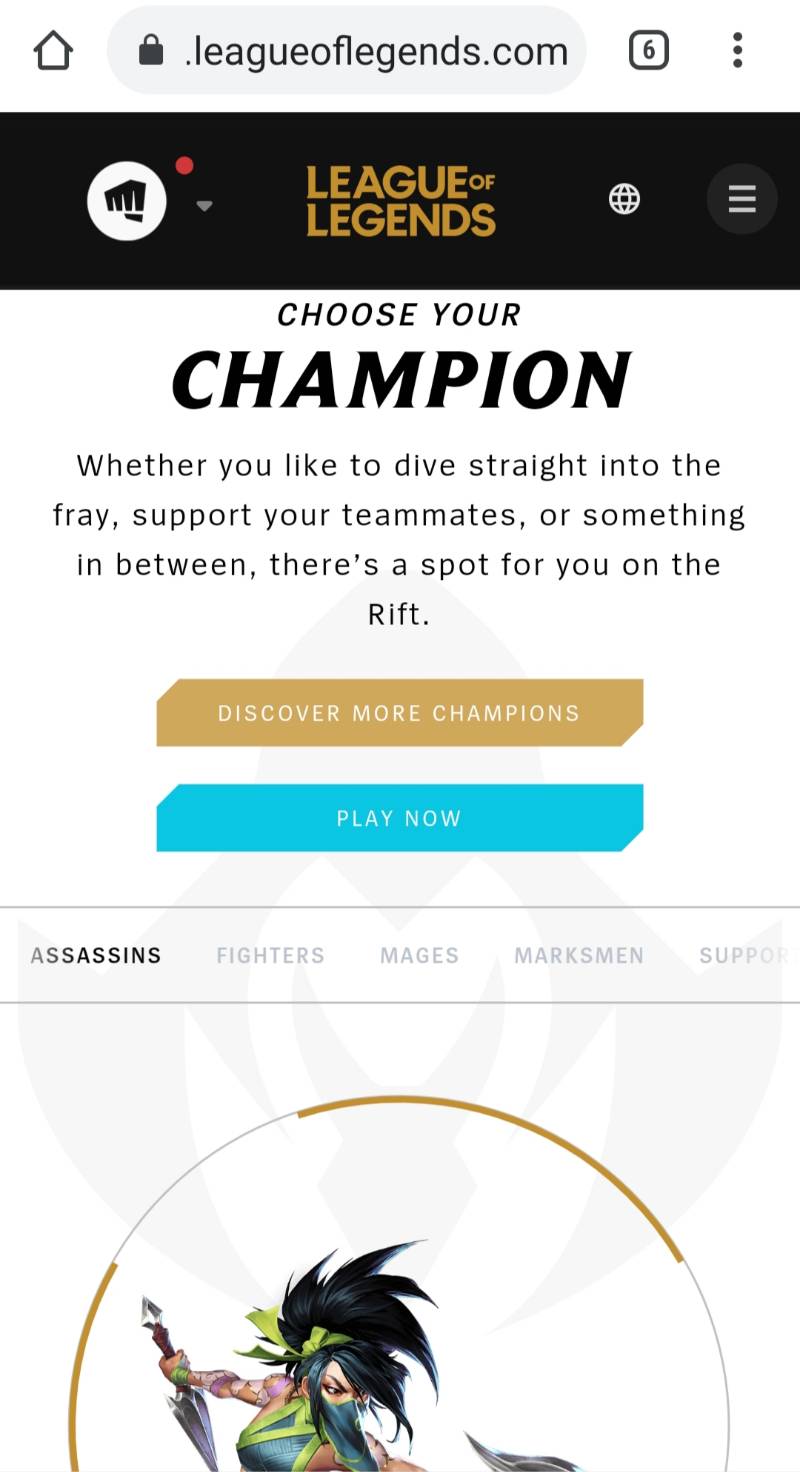 .leagueoflegends.com
6
LEAGUE OF
LEGENDS
CHOOSE YOUR
CHAMPION
Whether you like to dive straight into the
fray, support your teammates, or something
in between, there’s a spot for you on the
Rift.
DISCOVER MORE CHAMPIONS
PLAY NOW
ASSASSINS FIGHTERS MAGES MARKSMEN SUPPOR